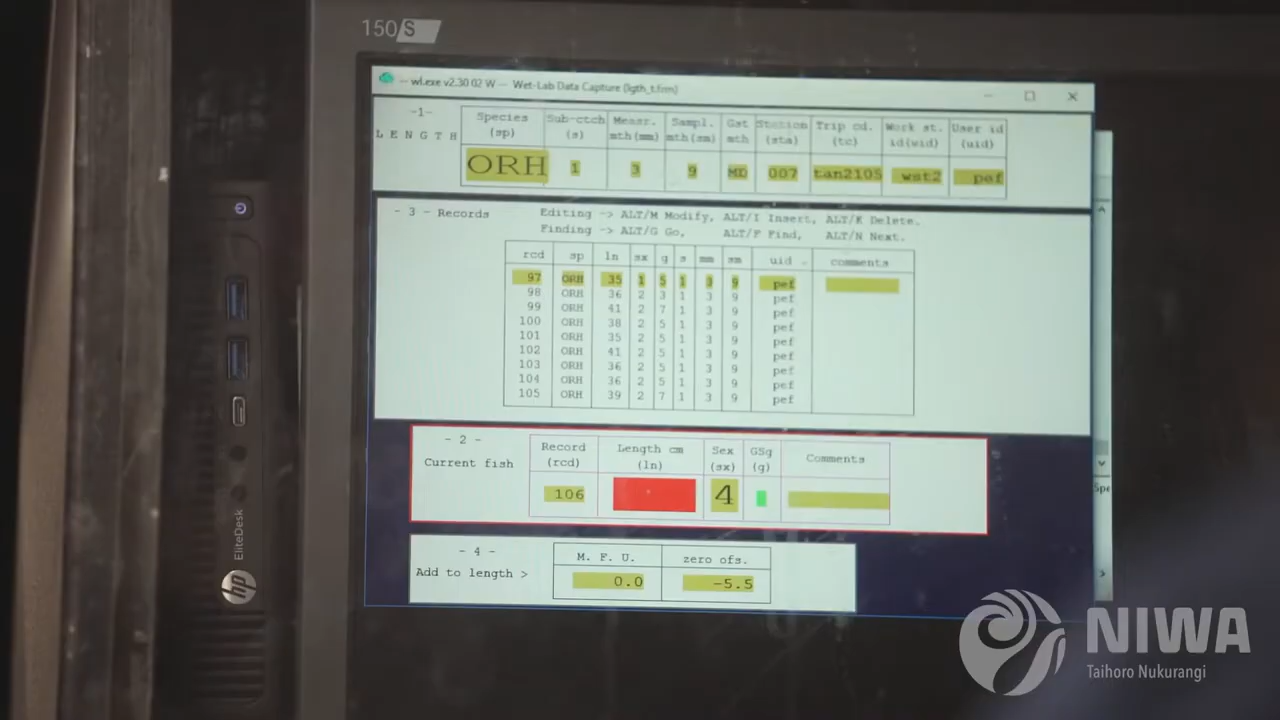 150S
-- wl.exe v2.30 02 W -- Wet-Lab Data Capture (lgth_t.frm)
-1-
LENGTH
Species (sp) Sub-ctch (s) Measr. mth(mm) Sampl. mth(sm) Gst mth Station (sta) Trip cd. (tc) Work st. id(wid) User id (uid)
ORH 1 3 9 MD 007 tan2105 wst2 pef
- 3 - Records
Editing -> ALT/M Modify, ALT/I Insert, ALT/K Delete.
Finding -> ALT/G Go, ALT/F Find, ALT/N Next.
rcd sp ln sx g s mm sm uid comments
97 ORH 35 1 5 1 3 9 pef
98 ORH 36 2 3 1 3 9 pef
99 ORH 41 2 7 1 3 9 pef
100 ORH 38 2 5 1 3 9 pef
101 ORH 35 2 5 1 3 9 pef
102 ORH 41 2 5 1 3 9 pef
103 ORH 36 2 5 1 3 9 pef
104 ORH 36 2 5 1 3 9 pef
105 ORH 39 2 7 1 3 9 pef
- 2 -
Current fish
Record (rcd) Length cm (ln) Sex (sx) GSg (g) Comments
106 4
Spe
- 4 -
Add to length >
M. F. U. zero ofs.
0.0 -5.5
EliteDesk
hp
NIWA
Taihoro Nukurangi